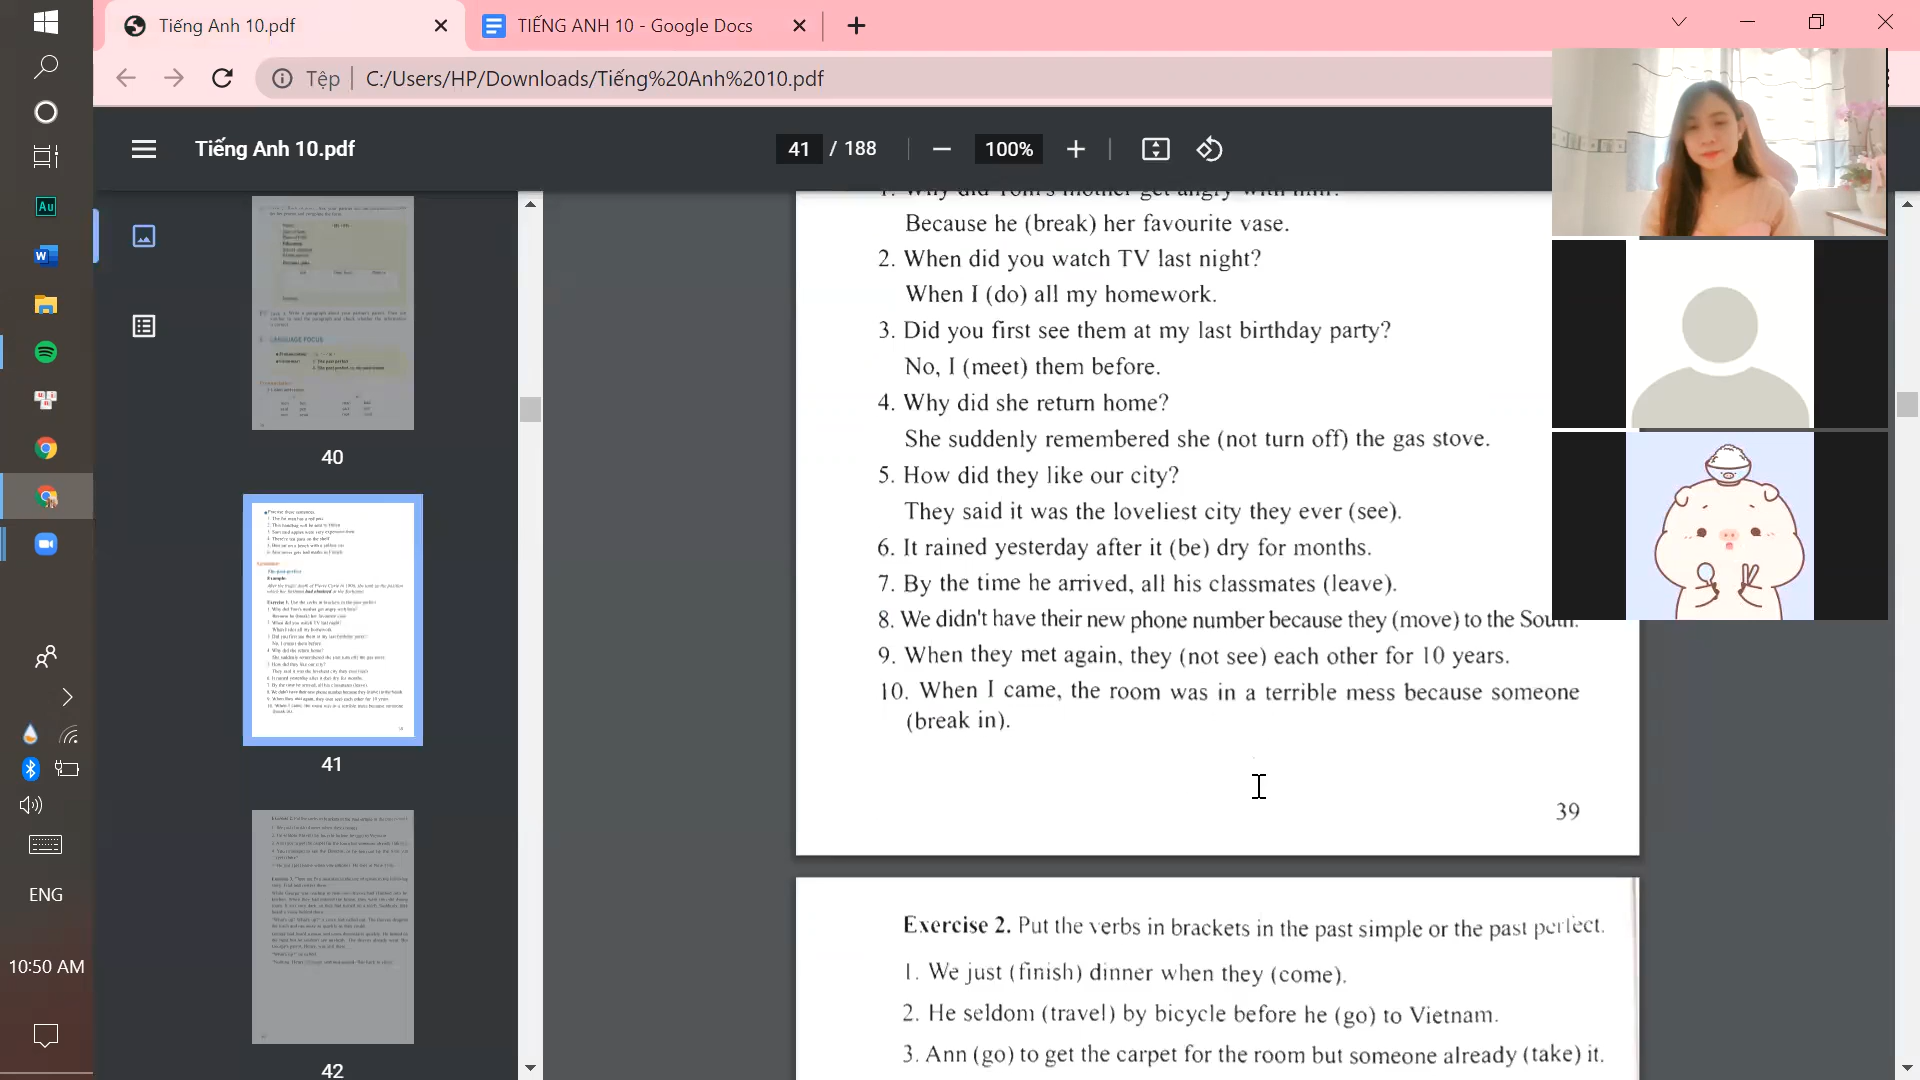 Tiếng Anh 10.pdf
TIẾNG ANH 10 - Google Docs
Tệp
C:/Users/HP/Downloads/Tiếng%20Anh%2010.pdf
Tiếng Anh 10.pdf
41 / 188
100%
Au
40
41
42
ENG
10:50 AM
1. Why did Tom's mother get angry with him?
Because he (break) her favourite vase.
2. When did you watch TV last night?
When I (do) all my homework.
3. Did you first see them at my last birthday party?
No, I (meet) them before.
4. Why did she return home?
She suddenly remembered she (not turn off) the gas stove.
5. How did they like our city?
They said it was the loveliest city they ever (see).
6. It rained yesterday after it (be) dry for months.
7. By the time he arrived, all his classmates (leave).
8. We didn't have their new phone number because they (move) to the South.
9. When they met again, they (not see) each other for 10 years.
10. When I came, the room was in a terrible mess because someone
(break in).
39
Exercise 2. Put the verbs in brackets in the past simple or the past perfect.
1. We just (finish) dinner when they (come).
2. He seldom (travel) by bicycle before he (go) to Vietnam.
3. Ann (go) to get the carpet for the room but someone already (take) it.